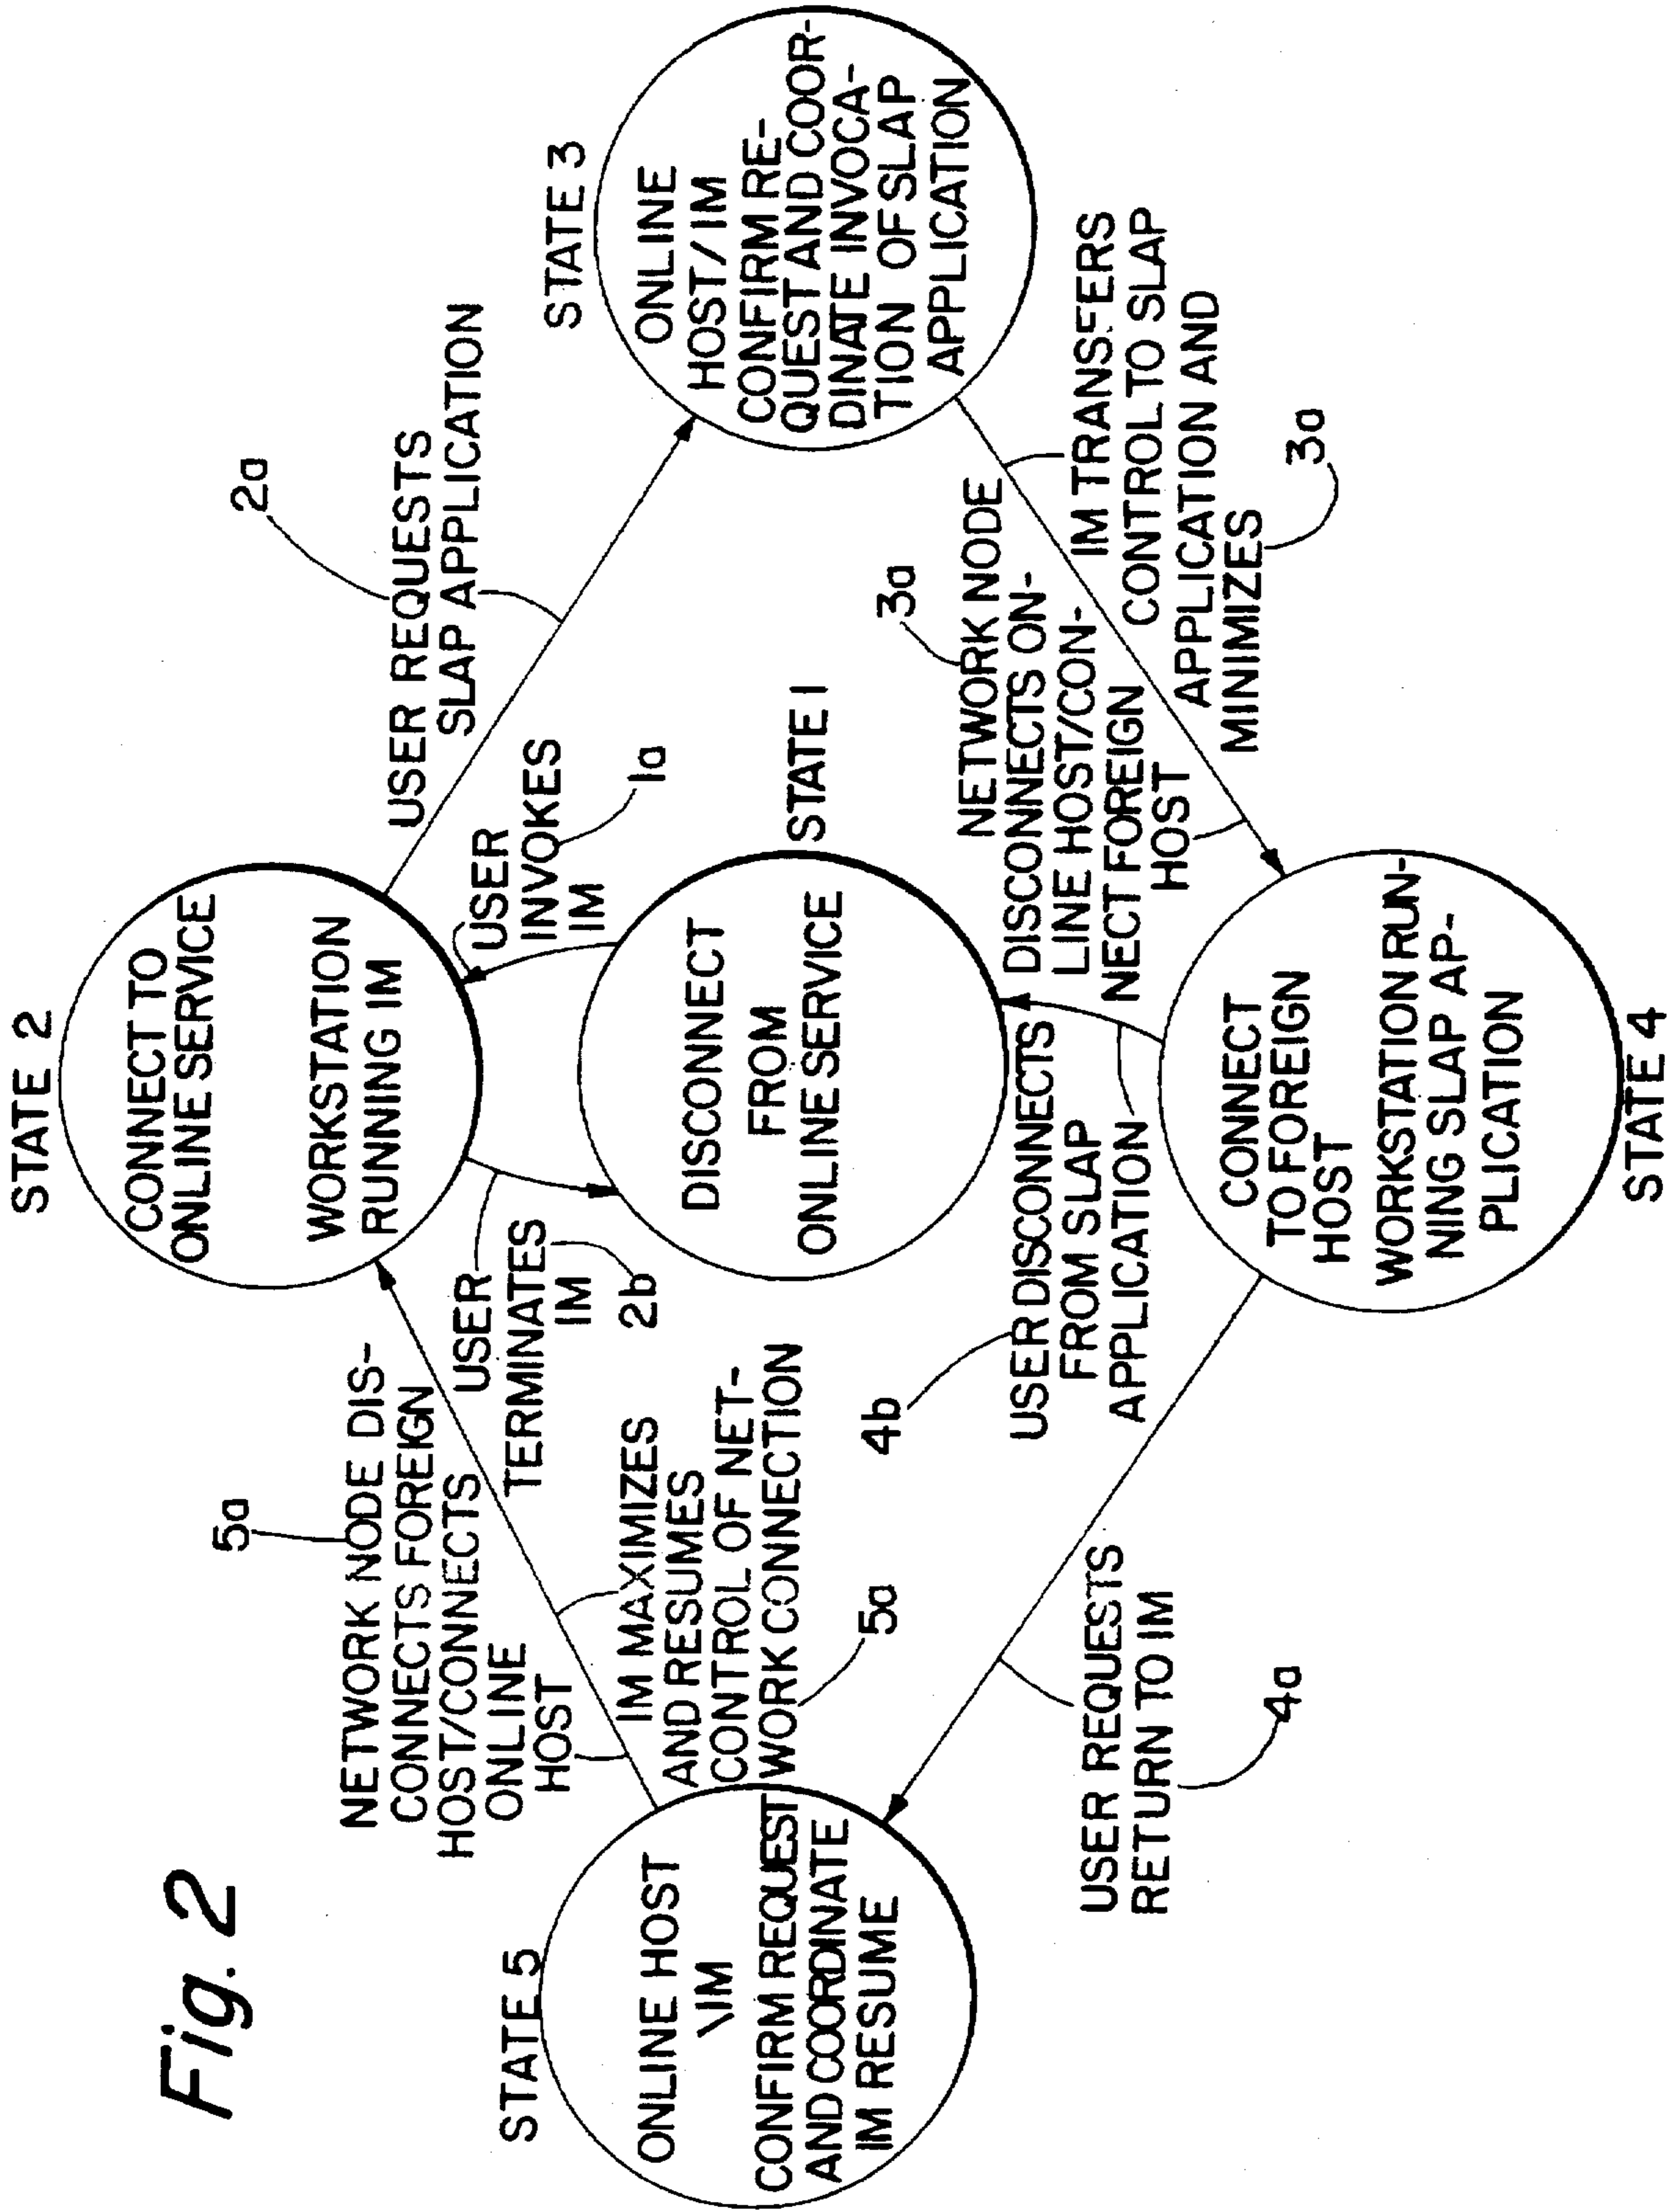 Fig. 2
STATE 2
CONNECT TO
ONLINE SERVICE
WORKSTATION
RUNNING IM
2a
USER REQUESTS
SLAP APPLICATION
STATE 3
ONLINE
HOST/IM
CONFIRM RE-
QUEST AND COOR-
DINATE INVOCA-
TION OF SLAP
APPLICATION
5a
NETWORK NODE DIS-
CONNECTS FOREIGN
HOST/CONNECTS
ONLINE
HOST
USER
TERMINATES
IM
2b
USER
INVOKES
IM
1a
STATE 1
DISCONNECT
FROM
ONLINE SERVICE
STATE 5
ONLINE HOST
\IM
CONFIRM REQUEST
AND COORDINATE
IM RESUME
IM MAXIMIZES
AND RESUMES
CONTROL OF NET-
WORK CONNECTION
5a
4b
USER DISCONNECTS
FROM SLAP
APPLICATION
3a
NETWORK NODE
DISCONNECTS ON-
LINE HOST/CON-
NECT FOREIGN
HOST
IM TRANSFERS
CONTROL TO SLAP
APPLICATION AND
MINIMIZES
3a
USER REQUESTS
RETURN TO IM
4a
CONNECT
TO FOREIGN
HOST
WORKSTATION RUN-
NING SLAP AP-
PLICATION
STATE 4